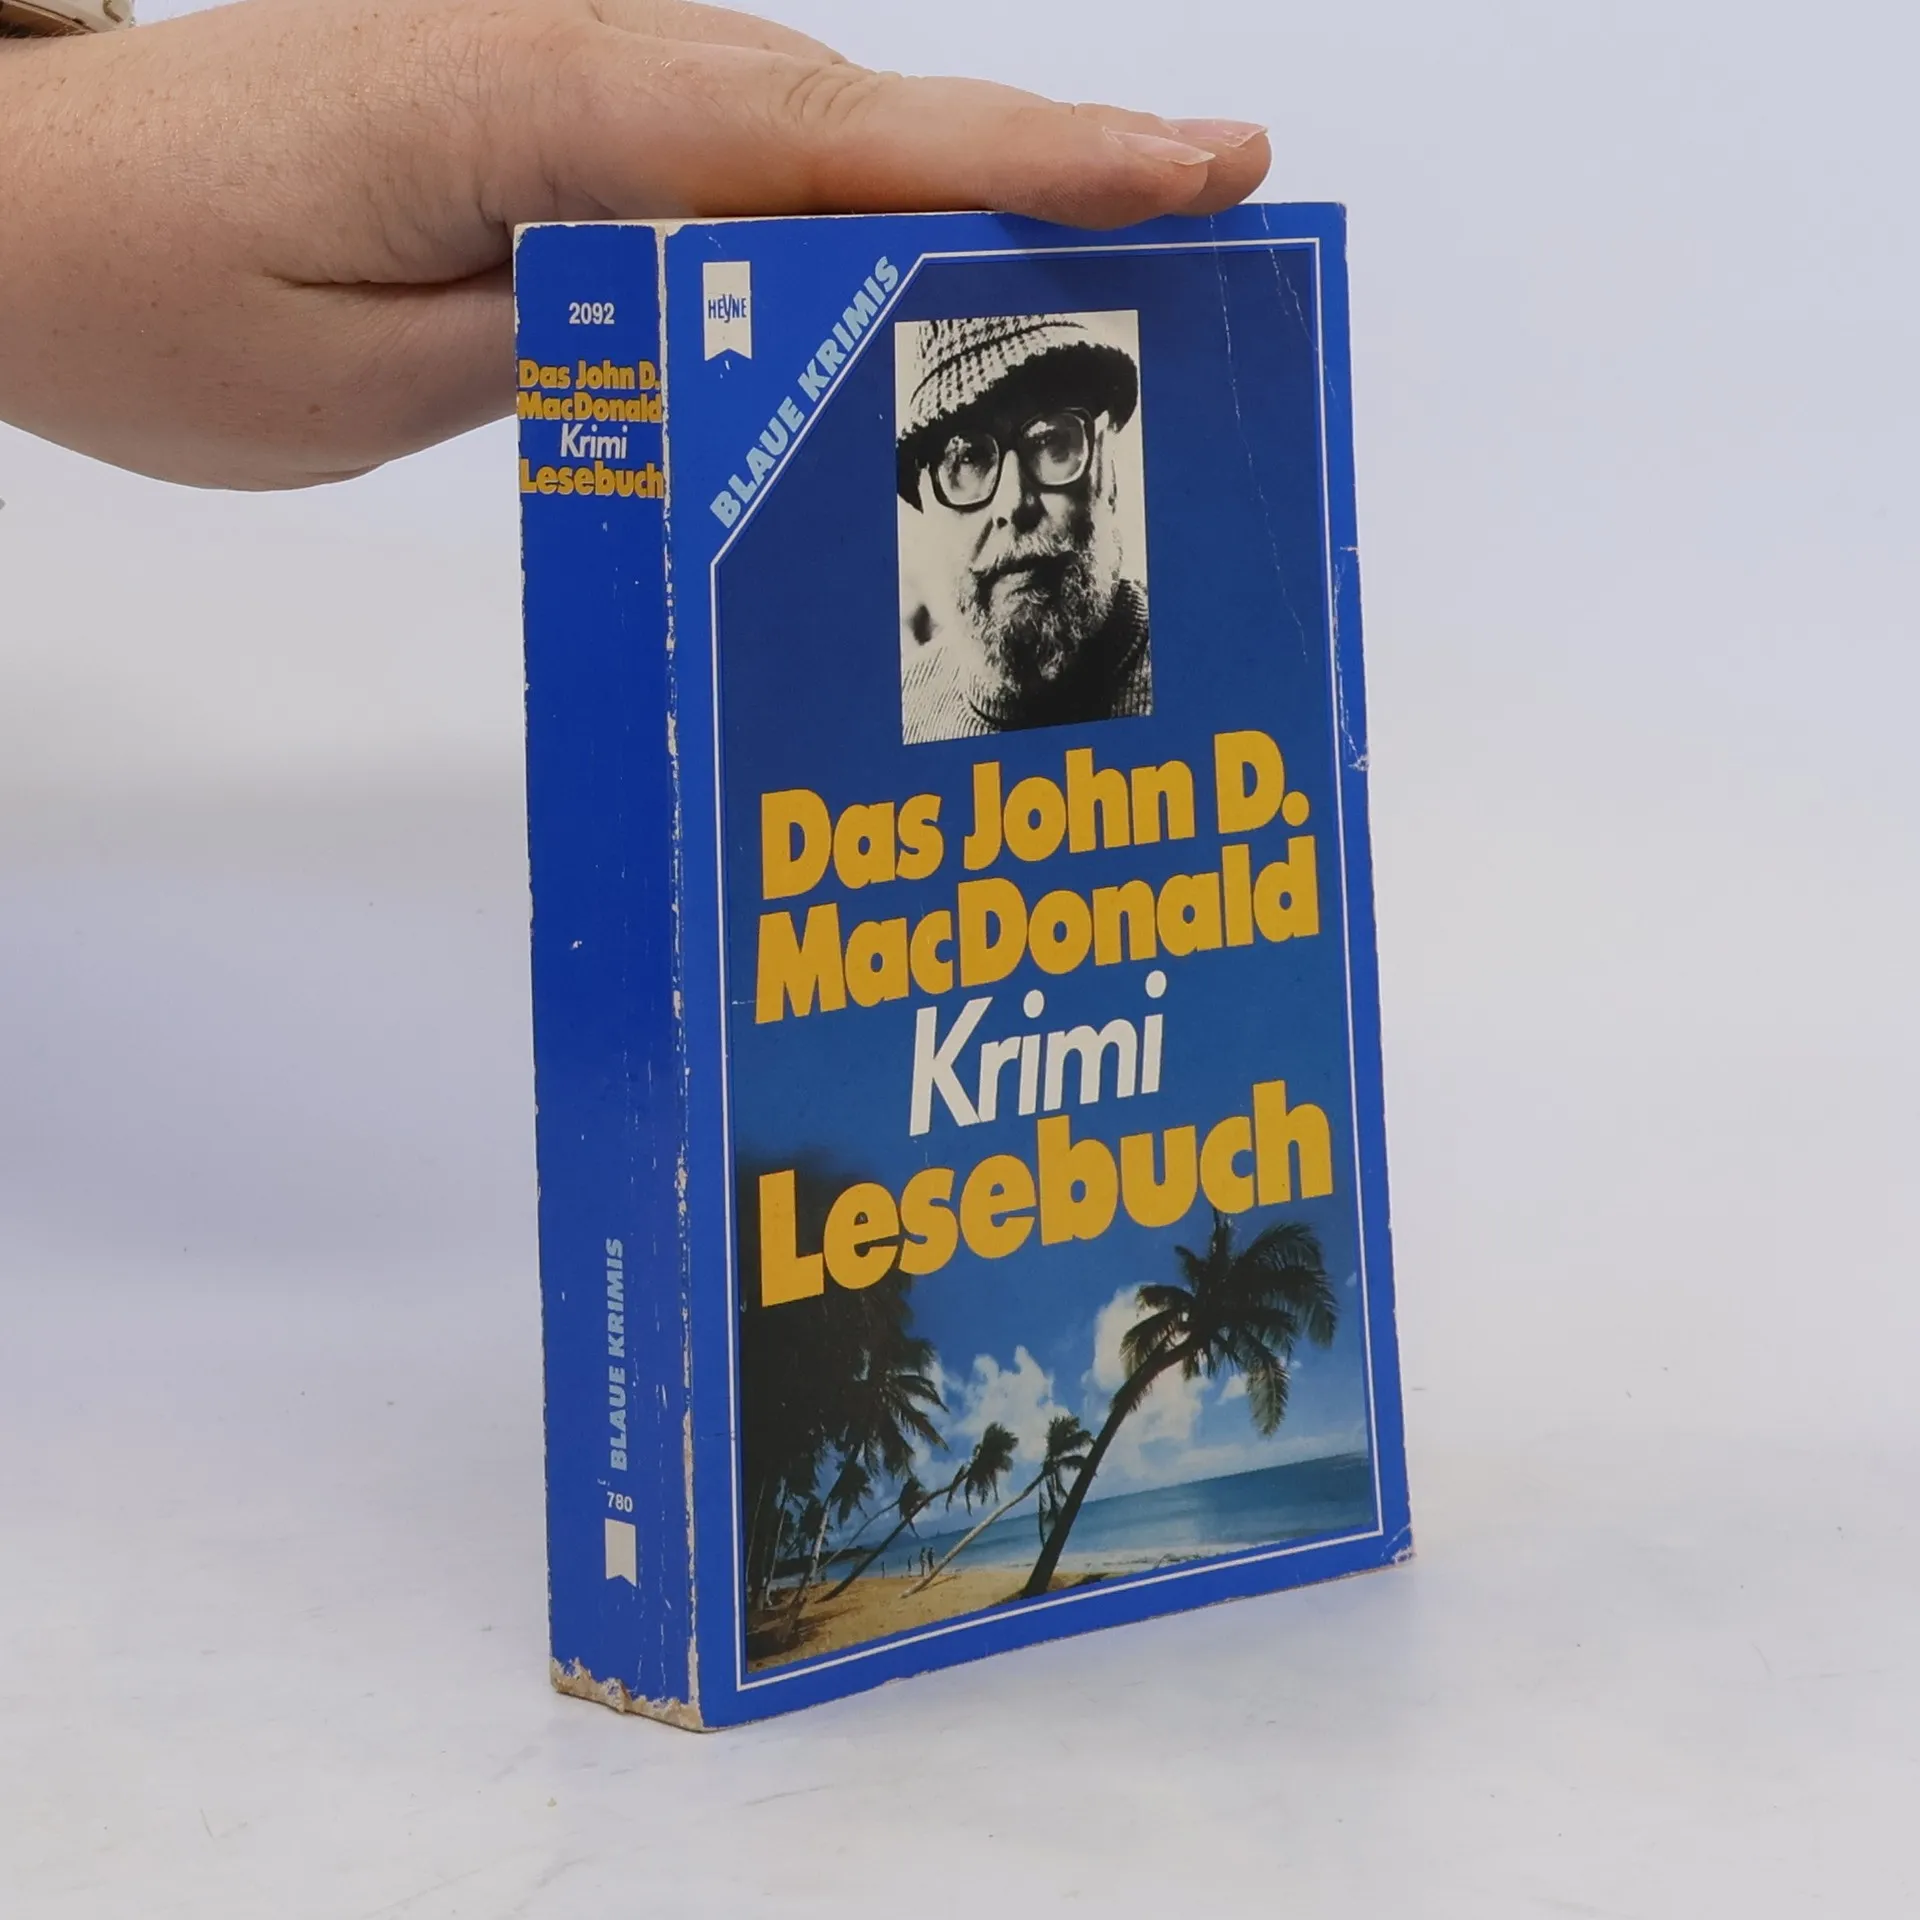 2092
Das John D.
MacDonald
Krimi
Lesebuch
BLAUE KRIMIS
780
HEYNE
BLAUE KRIMIS
Das John D.
MacDonald
Krimi
Lesebuch